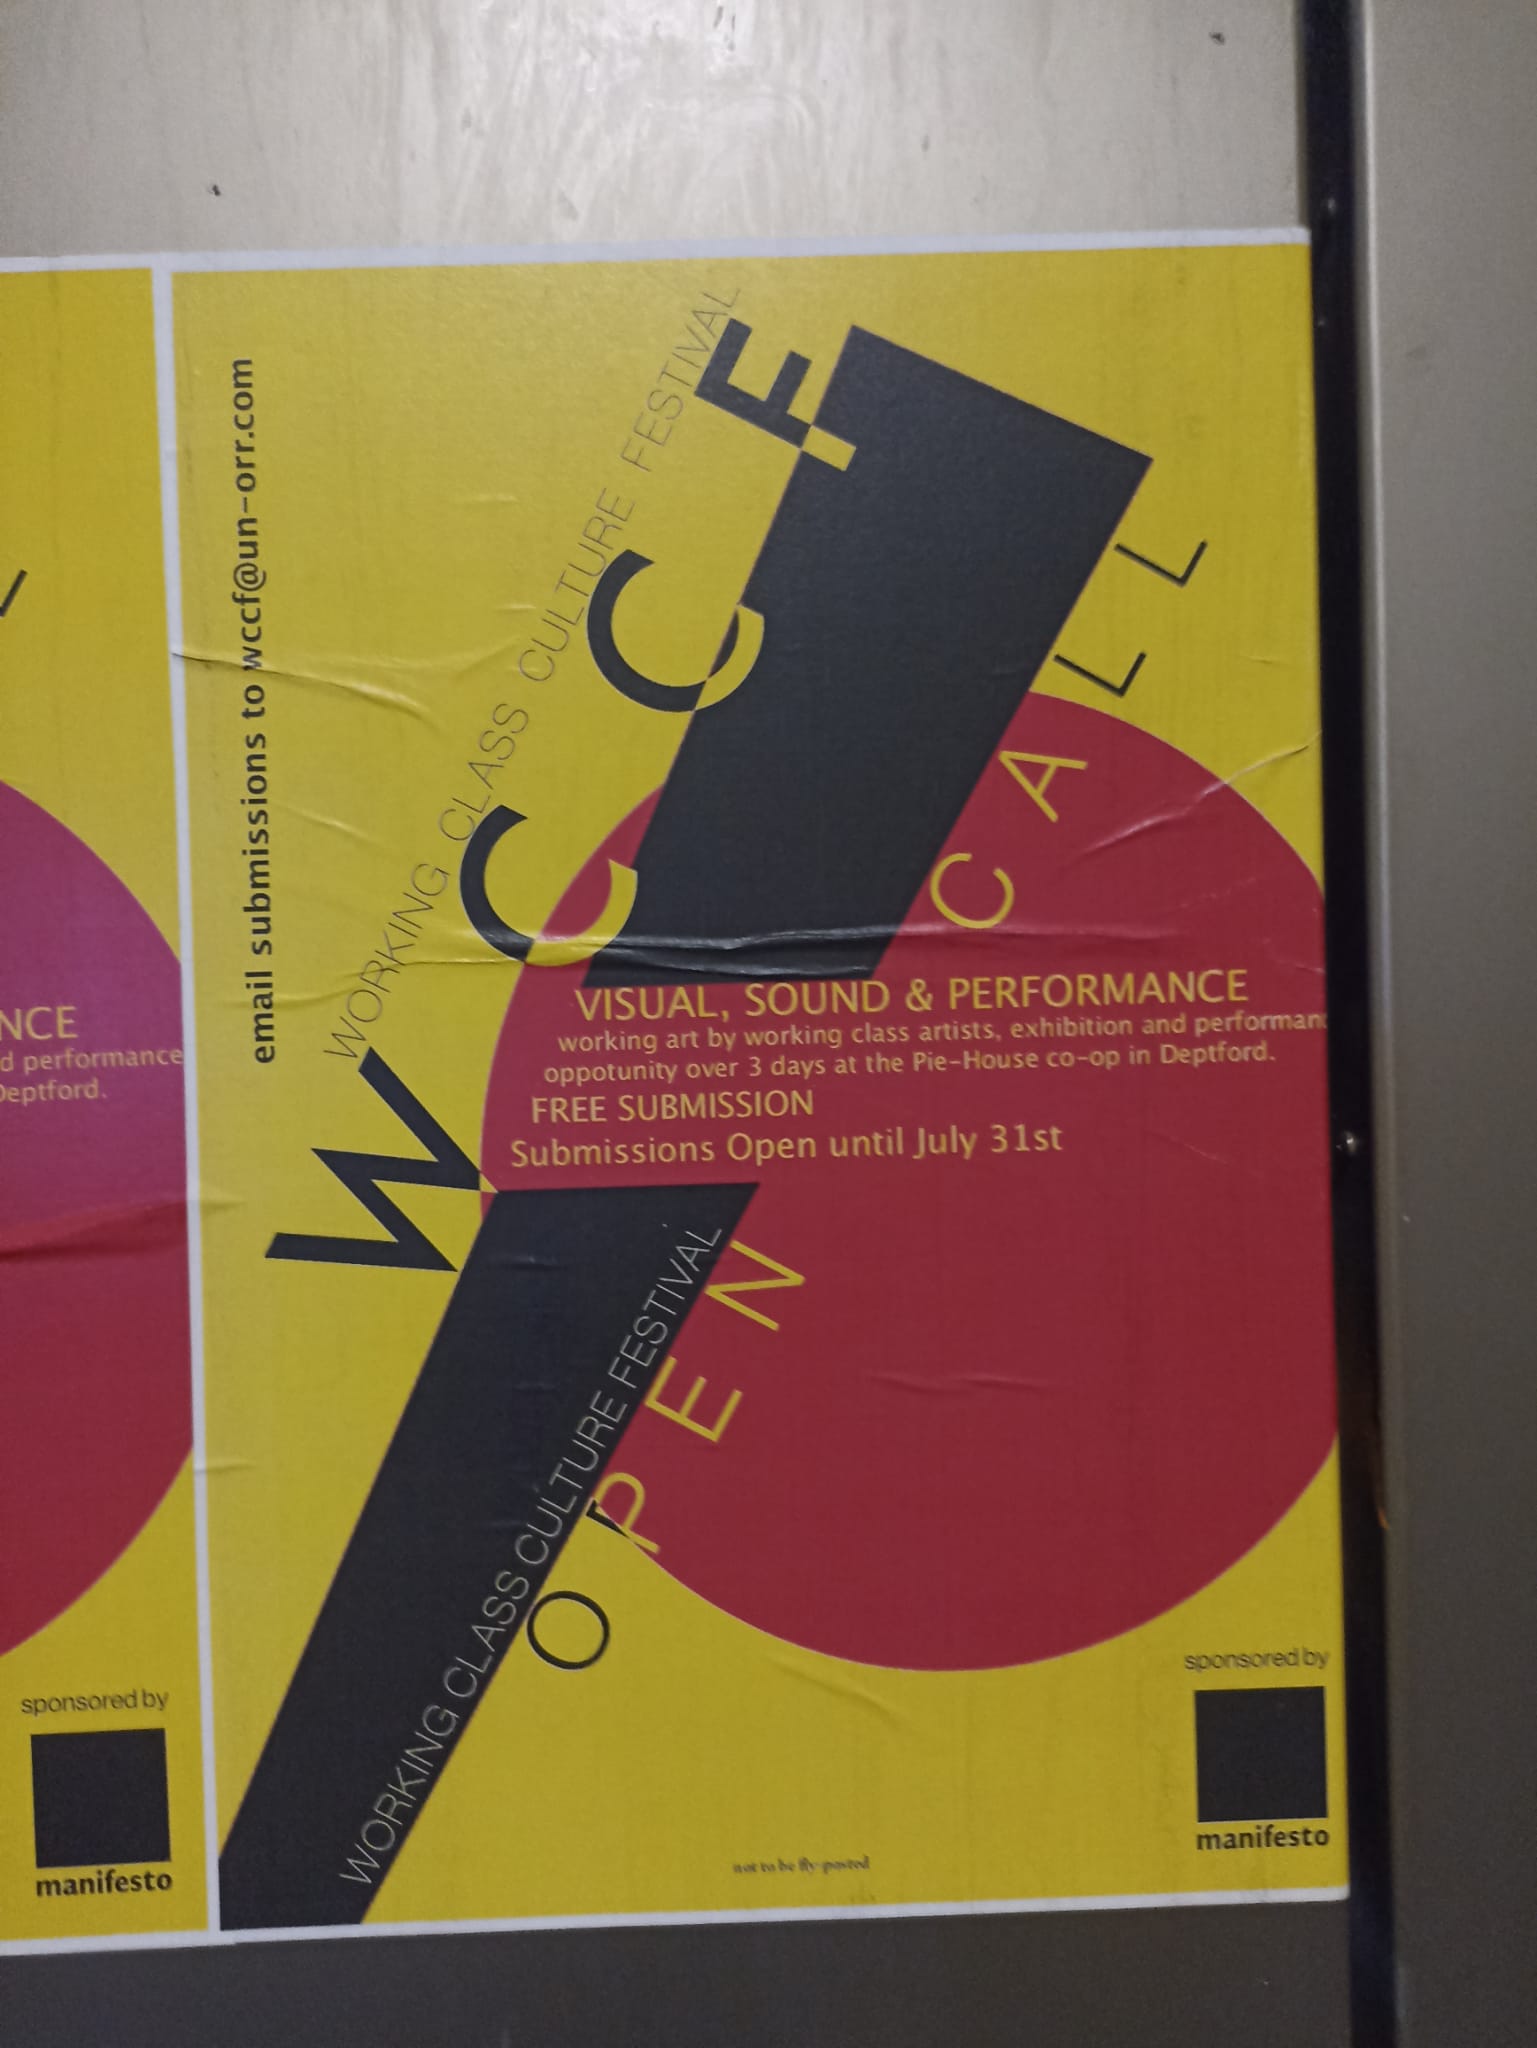 email submissions to wccf@un-orr.com
WORKING CLASS CULTURE FESTIVAL
WCCF
OPEN CALL
VISUAL, SOUND & PERFORMANCE
working art by working class artists, exhibition and performanc
oppotunity over 3 days at the Pie-House co-op in Deptford.
FREE SUBMISSION
Submissions Open until July 31st
WORKING CLASS CULTURE FESTIVAL
sponsored by
manifesto
not to be fly-posted
L
NCE
d performance
Deptford.
sponsored by
manifesto